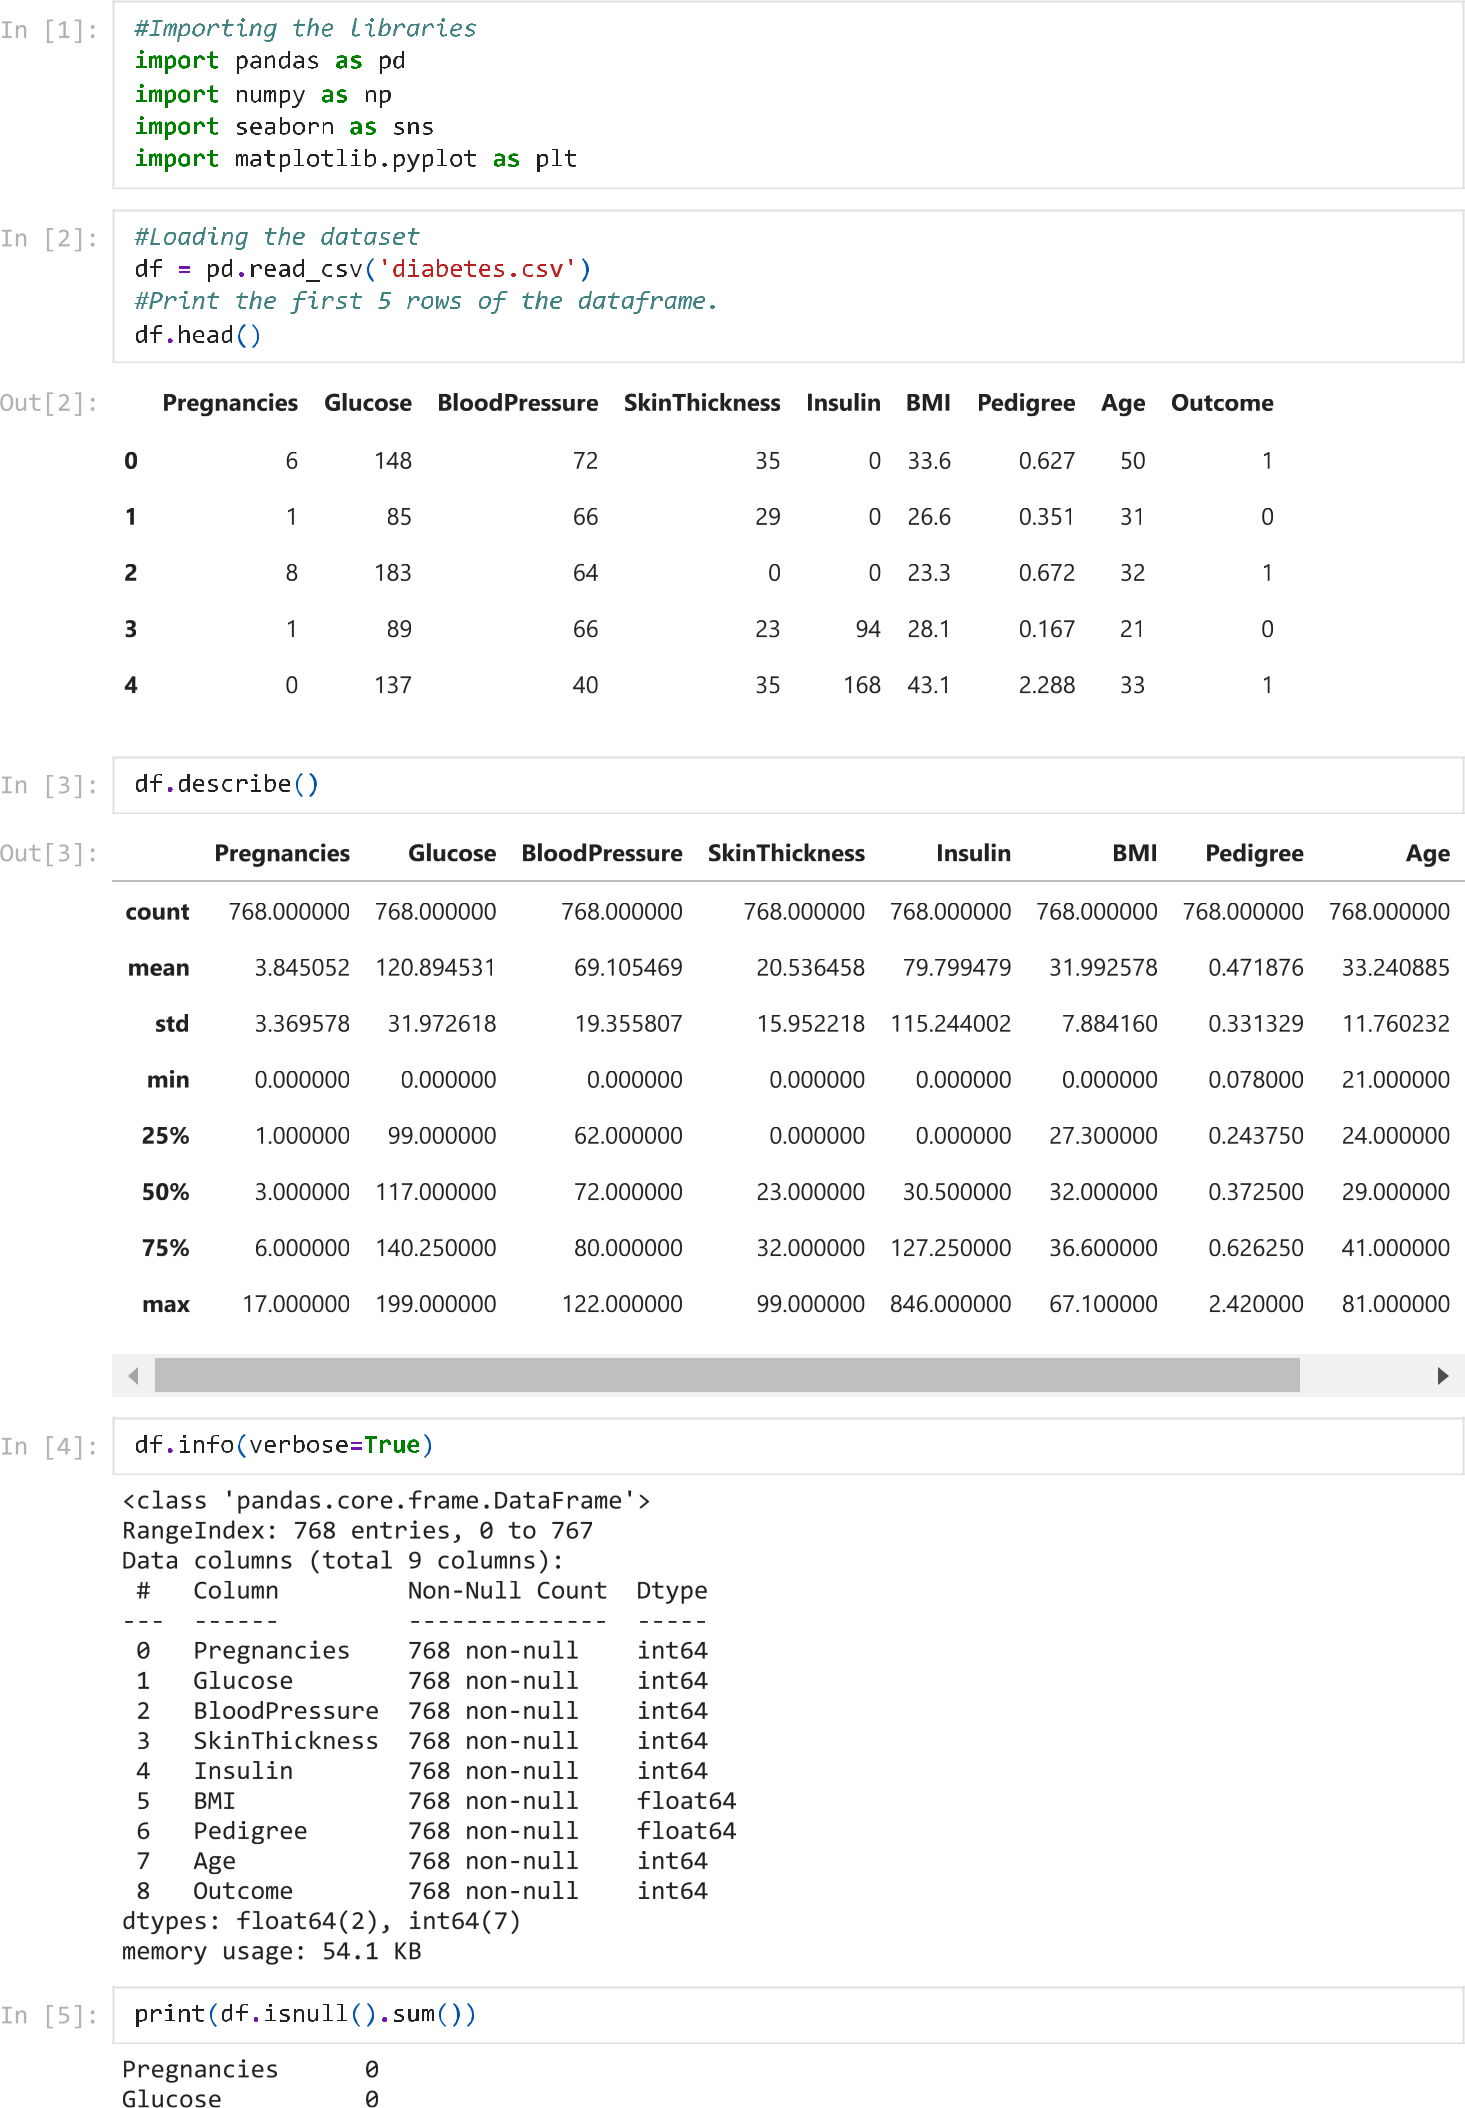 In [1]:
#Importing the libraries
import pandas as pd
import numpy as np
import seaborn as sns
import matplotlib.pyplot as plt
In [2]:
#Loading the dataset
df = pd.read_csv('diabetes.csv')
#Print the first 5 rows of the dataframe.
df.head()
Out[2]:
Pregnancies Glucose BloodPressure SkinThickness Insulin BMI Pedigree Age Outcome
0 6 148 72 35 0 33.6 0.627 50 1
1 1 85 66 29 0 26.6 0.351 31 0
2 8 183 64 0 0 23.3 0.672 32 1
3 1 89 66 23 94 28.1 0.167 21 0
4 0 137 40 35 168 43.1 2.288 33 1
In [3]:
df.describe()
Out[3]:
Pregnancies Glucose BloodPressure SkinThickness Insulin BMI Pedigree Age
count 768.000000 768.000000 768.000000 768.000000 768.000000 768.000000 768.000000 768.000000
mean 3.845052 120.894531 69.105469 20.536458 79.799479 31.992578 0.471876 33.240885
std 3.369578 31.972618 19.355807 15.952218 115.244002 7.884160 0.331329 11.760232
min 0.000000 0.000000 0.000000 0.000000 0.000000 0.000000 0.078000 21.000000
25% 1.000000 99.000000 62.000000 0.000000 0.000000 27.300000 0.243750 24.000000
50% 3.000000 117.000000 72.000000 23.000000 30.500000 32.000000 0.372500 29.000000
75% 6.000000 140.250000 80.000000 32.000000 127.250000 36.600000 0.626250 41.000000
max 17.000000 199.000000 122.000000 99.000000 846.000000 67.100000 2.420000 81.000000
In [4]:
df.info(verbose=True)
<class 'pandas.core.frame.DataFrame'>
RangeIndex: 768 entries, 0 to 767
Data columns (total 9 columns):
# Column Non-Null Count Dtype
--- ------ -------------- -----
0 Pregnancies 768 non-null int64
1 Glucose 768 non-null int64
2 BloodPressure 768 non-null int64
3 SkinThickness 768 non-null int64
4 Insulin 768 non-null int64
5 BMI 768 non-null float64
6 Pedigree 768 non-null float64
7 Age 768 non-null int64
8 Outcome 768 non-null int64
dtypes: float64(2), int64(7)
memory usage: 54.1 KB
In [5]:
print(df.isnull().sum())
Pregnancies 0
Glucose 0